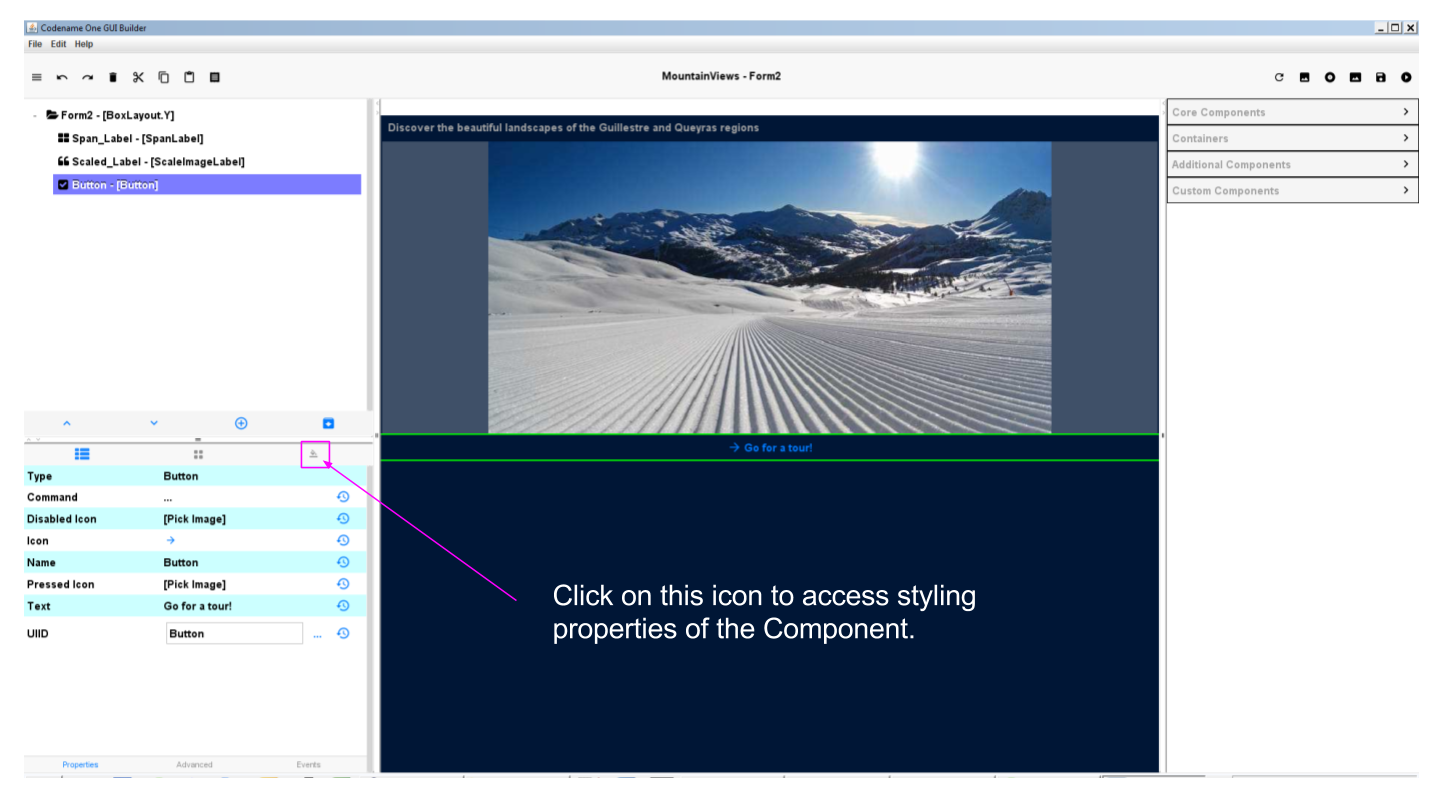 Codename One GUI Builder
File Edit Help
MountainViews - Form2
Form2 - [BoxLayout.Y]
Span_Label - [SpanLabel]
Scaled_Label - [ScaleImageLabel]
Button - [Button]
Discover the beautiful landscapes of the Guillestre and Queyras regions
Core Components
Containers
Additional Components
Custom Components
→ Go for a tour!
Type Button
Command ...
Disabled Icon [Pick Image]
Icon →
Name Button
Pressed Icon [Pick Image]
Text Go for a tour!
UIID Button ...
Click on this icon to access styling
properties of the Component.
Properties Advanced Events